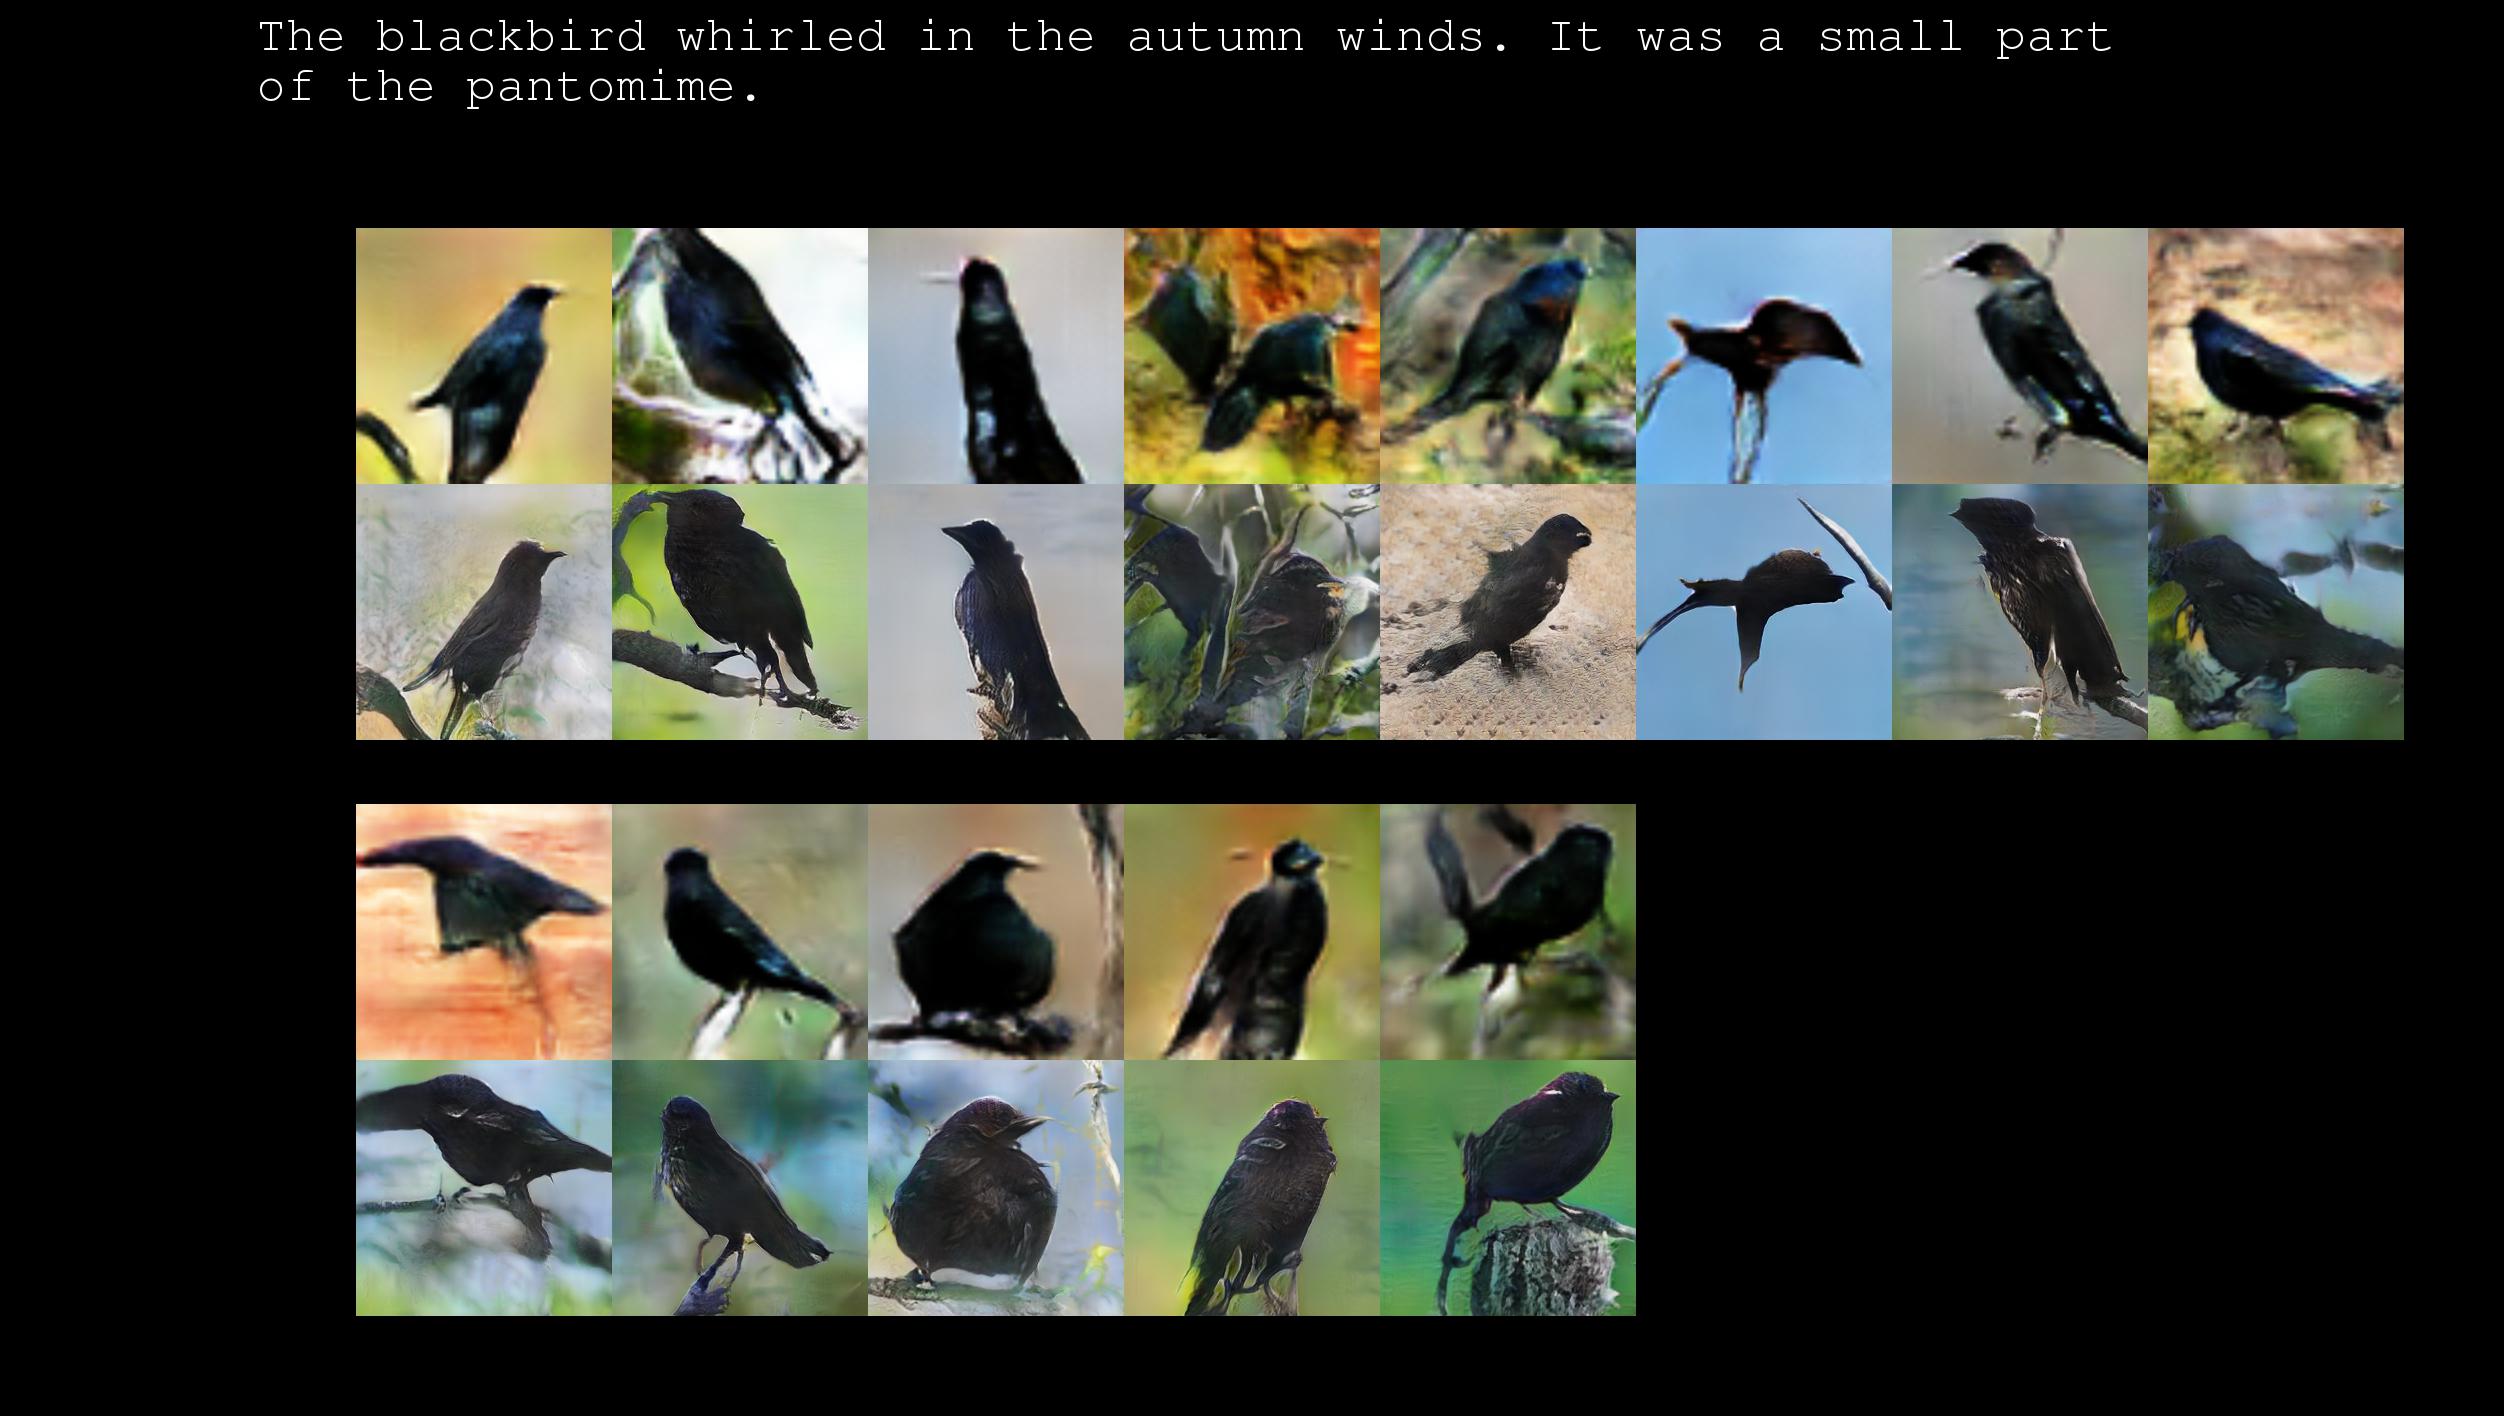 The blackbird whirled in the autumn winds. It was a small part
of the pantomime.